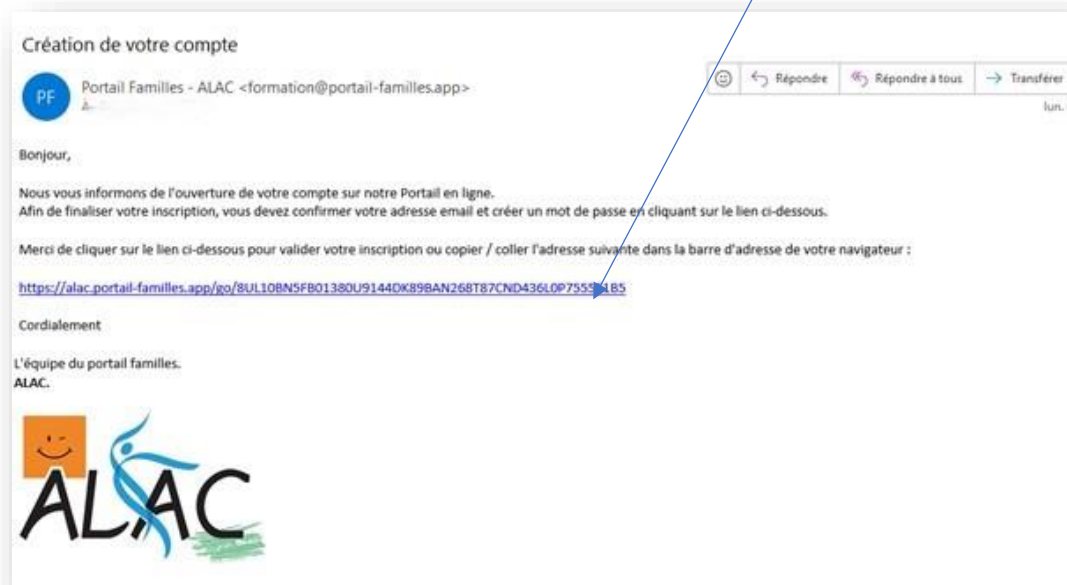 Création de votre compte
PF
Portail Familles - ALAC <formation@portail-familles.app>
À
Répondre
Répondre à tous
Transférer
lun.
Bonjour,
Nous vous informons de l'ouverture de votre compte sur notre Portail en ligne.
Afin de finaliser votre inscription, vous devez confirmer votre adresse email et créer un mot de passe en cliquant sur le lien ci-dessous.
Merci de cliquer sur le lien ci-dessous pour valider votre inscription ou copier / coller l'adresse suivante dans la barre d'adresse de votre navigateur :
Cordialement
L'équipe du portail familles.
ALAC.
ALAC